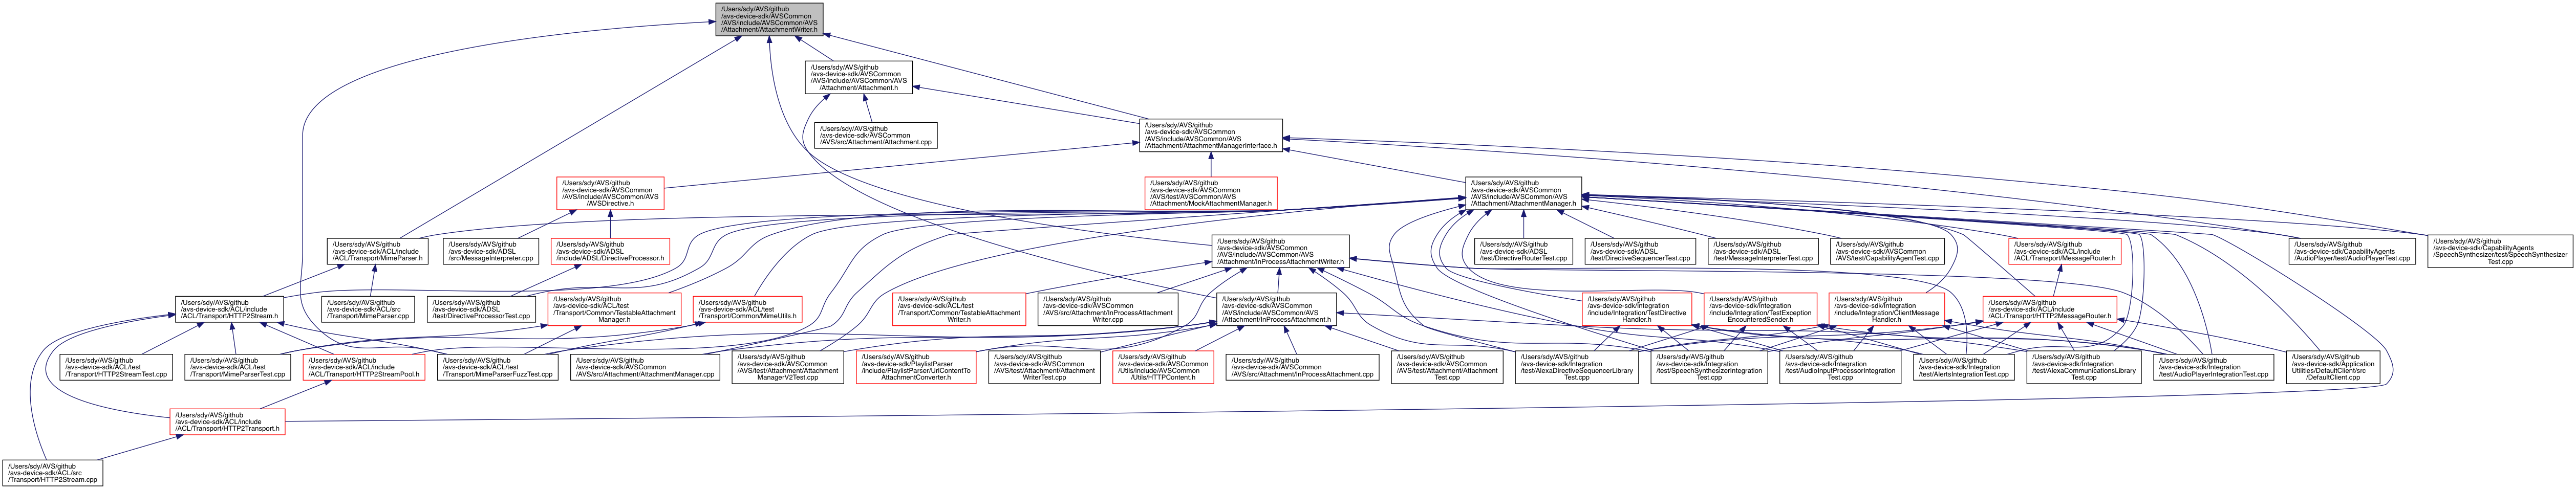 /Users/sdy/AVS/github
/avs-device-sdk/AVSCommon
/AVS/include/AVSCommon/AVS
/Attachment/AttachmentWriter.h
/Users/sdy/AVS/github
/avs-device-sdk/AVSCommon
/AVS/include/AVSCommon/AVS
/Attachment/Attachment.h
/Users/sdy/AVS/github
/avs-device-sdk/AVSCommon
/AVS/src/Attachment/Attachment.cpp
/Users/sdy/AVS/github
/avs-device-sdk/AVSCommon
/AVS/include/AVSCommon/AVS
/Attachment/AttachmentManagerInterface.h
/Users/sdy/AVS/github
/avs-device-sdk/AVSCommon
/AVS/include/AVSCommon/AVS
/AVSDirective.h
/Users/sdy/AVS/github
/avs-device-sdk/AVSCommon
/AVS/test/AVSCommon/AVS
/Attachment/MockAttachmentManager.h
/Users/sdy/AVS/github
/avs-device-sdk/AVSCommon
/AVS/include/AVSCommon/AVS
/Attachment/AttachmentManager.h
/Users/sdy/AVS/github
/avs-device-sdk/ACL/include
/ACL/Transport/MimeParser.h
/Users/sdy/AVS/github
/avs-device-sdk/ADSL
/src/MessageInterpreter.cpp
/Users/sdy/AVS/github
/avs-device-sdk/ADSL
/include/ADSL/DirectiveProcessor.h
/Users/sdy/AVS/github
/avs-device-sdk/AVSCommon
/AVS/include/AVSCommon/AVS
/Attachment/InProcessAttachmentWriter.h
/Users/sdy/AVS/github
/avs-device-sdk/ADSL
/test/DirectiveRouterTest.cpp
/Users/sdy/AVS/github
/avs-device-sdk/ADSL
/test/DirectiveSequencerTest.cpp
/Users/sdy/AVS/github
/avs-device-sdk/ADSL
/test/MessageInterpreterTest.cpp
/Users/sdy/AVS/github
/avs-device-sdk/AVSCommon
/AVS/test/CapabilityAgentTest.cpp
/Users/sdy/AVS/github
/avs-device-sdk/ACL/include
/ACL/Transport/MessageRouter.h
/Users/sdy/AVS/github
/avs-device-sdk/CapabilityAgents
/AudioPlayer/test/AudioPlayerTest.cpp
/Users/sdy/AVS/github
/avs-device-sdk/CapabilityAgents
/SpeechSynthesizer/test/SpeechSynthesizer
Test.cpp
/Users/sdy/AVS/github
/avs-device-sdk/ACL/include
/ACL/Transport/HTTP2Stream.h
/Users/sdy/AVS/github
/avs-device-sdk/ACL/src
/Transport/MimeParser.cpp
/Users/sdy/AVS/github
/avs-device-sdk/ADSL
/test/DirectiveProcessorTest.cpp
/Users/sdy/AVS/github
/avs-device-sdk/ACL/test
/Transport/Common/TestableAttachment
Manager.h
/Users/sdy/AVS/github
/avs-device-sdk/ACL/test
/Transport/Common/MimeUtils.h
/Users/sdy/AVS/github
/avs-device-sdk/ACL/test
/Transport/Common/TestableAttachment
Writer.h
/Users/sdy/AVS/github
/avs-device-sdk/AVSCommon
/AVS/src/Attachment/InProcessAttachment
Writer.cpp
/Users/sdy/AVS/github
/avs-device-sdk/AVSCommon
/AVS/include/AVSCommon/AVS
/Attachment/InProcessAttachment.h
/Users/sdy/AVS/github
/avs-device-sdk/Integration
/include/Integration/TestDirective
Handler.h
/Users/sdy/AVS/github
/avs-device-sdk/Integration
/include/Integration/TestException
EncounteredSender.h
/Users/sdy/AVS/github
/avs-device-sdk/Integration
/include/Integration/ClientMessage
Handler.h
/Users/sdy/AVS/github
/avs-device-sdk/ACL/include
/ACL/Transport/HTTP2MessageRouter.h
/Users/sdy/AVS/github
/avs-device-sdk/ACL/test
/Transport/HTTP2StreamTest.cpp
/Users/sdy/AVS/github
/avs-device-sdk/ACL/test
/Transport/MimeParserTest.cpp
/Users/sdy/AVS/github
/avs-device-sdk/ACL/include
/ACL/Transport/HTTP2StreamPool.h
/Users/sdy/AVS/github
/avs-device-sdk/ACL/test
/Transport/MimeParserFuzzTest.cpp
/Users/sdy/AVS/github
/avs-device-sdk/AVSCommon
/AVS/src/Attachment/AttachmentManager.cpp
/Users/sdy/AVS/github
/avs-device-sdk/AVSCommon
/AVS/test/Attachment/Attachment
ManagerV2Test.cpp
/Users/sdy/AVS/github
/avs-device-sdk/PlaylistParser
/include/PlaylistParser/UrlContentTo
AttachmentConverter.h
/Users/sdy/AVS/github
/avs-device-sdk/AVSCommon
/AVS/test/Attachment/Attachment
WriterTest.cpp
/Users/sdy/AVS/github
/avs-device-sdk/AVSCommon
/Utils/include/AVSCommon
/Utils/HTTPContent.h
/Users/sdy/AVS/github
/avs-device-sdk/AVSCommon
/AVS/src/Attachment/InProcessAttachment.cpp
/Users/sdy/AVS/github
/avs-device-sdk/AVSCommon
/AVS/test/Attachment/Attachment
Test.cpp
/Users/sdy/AVS/github
/avs-device-sdk/Integration
/test/AlexaDirectiveSequencerLibrary
Test.cpp
/Users/sdy/AVS/github
/avs-device-sdk/Integration
/test/SpeechSynthesizerIntegration
Test.cpp
/Users/sdy/AVS/github
/avs-device-sdk/Integration
/test/AudioInputProcessorIntegration
Test.cpp
/Users/sdy/AVS/github
/avs-device-sdk/Integration
/test/AlertsIntegrationTest.cpp
/Users/sdy/AVS/github
/avs-device-sdk/Integration
/test/AlexaCommunicationsLibrary
Test.cpp
/Users/sdy/AVS/github
/avs-device-sdk/Integration
/test/AudioPlayerIntegrationTest.cpp
/Users/sdy/AVS/github
/avs-device-sdk/Application
Utilities/DefaultClient/src
/DefaultClient.cpp
/Users/sdy/AVS/github
/avs-device-sdk/ACL/include
/ACL/Transport/HTTP2Transport.h
/Users/sdy/AVS/github
/avs-device-sdk/ACL/src
/Transport/HTTP2Stream.cpp